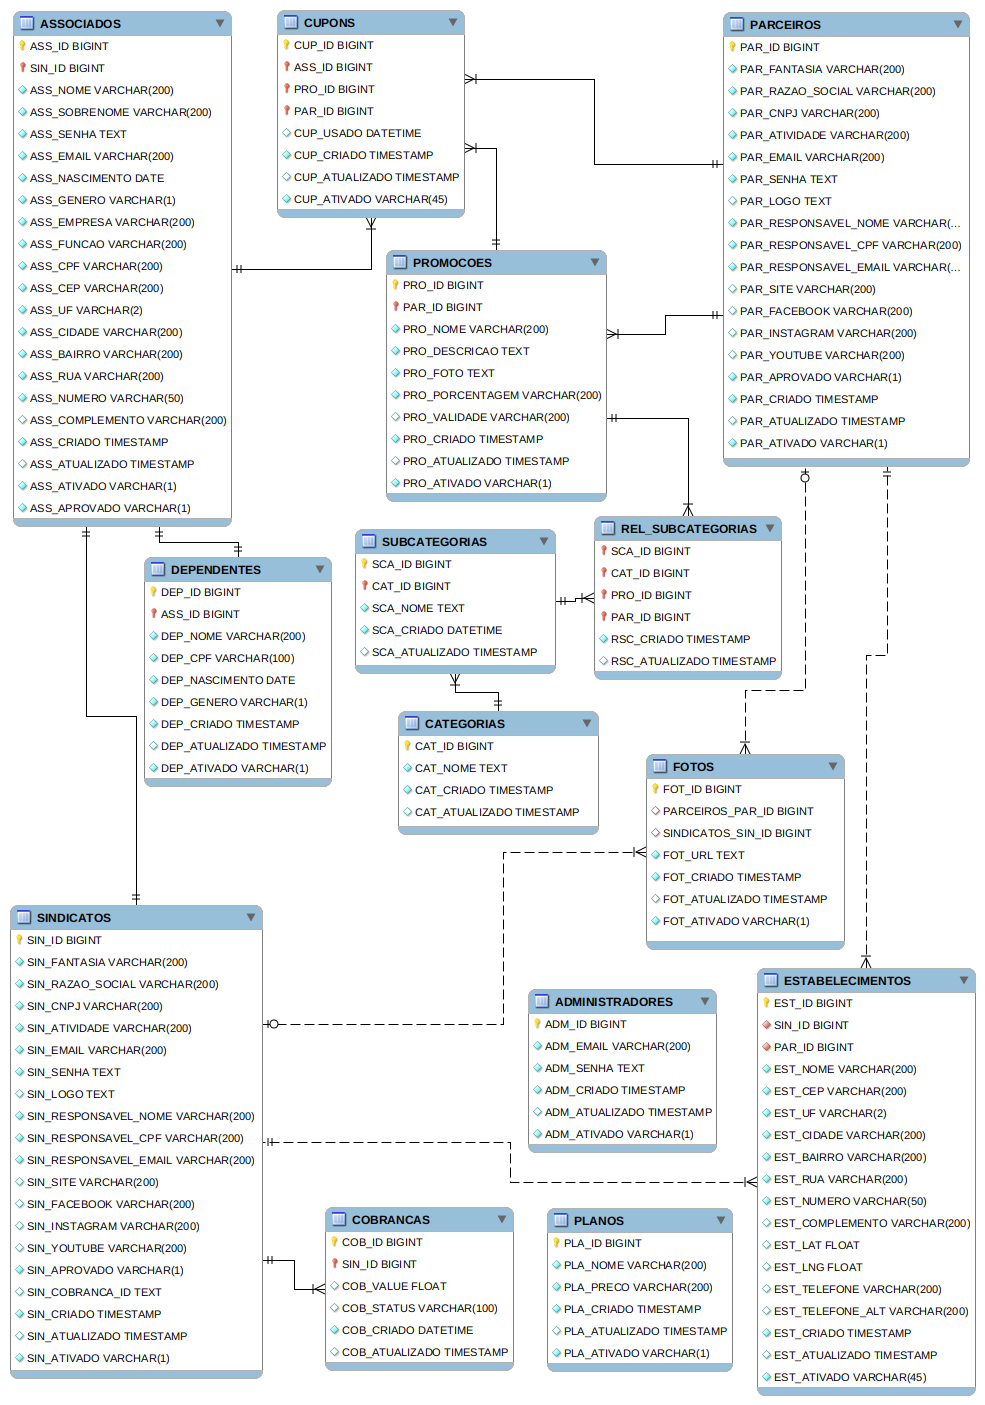 ASSOCIADOS
ASS_ID BIGINT
SIN_ID BIGINT
ASS_NOME VARCHAR(200)
ASS_SOBRENOME VARCHAR(200)
ASS_SENHA TEXT
ASS_EMAIL VARCHAR(200)
ASS_NASCIMENTO DATE
ASS_GENERO VARCHAR(1)
ASS_EMPRESA VARCHAR(200)
ASS_FUNCAO VARCHAR(200)
ASS_CPF VARCHAR(200)
ASS_CEP VARCHAR(200)
ASS_UF VARCHAR(2)
ASS_CIDADE VARCHAR(200)
ASS_BAIRRO VARCHAR(200)
ASS_RUA VARCHAR(200)
ASS_NUMERO VARCHAR(50)
ASS_COMPLEMENTO VARCHAR(200)
ASS_CRIADO TIMESTAMP
ASS_ATUALIZADO TIMESTAMP
ASS_ATIVADO VARCHAR(1)
ASS_APROVADO VARCHAR(1)
CUPONS
CUP_ID BIGINT
ASS_ID BIGINT
PRO_ID BIGINT
PAR_ID BIGINT
CUP_USADO DATETIME
CUP_CRIADO TIMESTAMP
CUP_ATUALIZADO TIMESTAMP
CUP_ATIVADO VARCHAR(45)
PARCEIROS
PAR_ID BIGINT
PAR_FANTASIA VARCHAR(200)
PAR_RAZAO_SOCIAL VARCHAR(200)
PAR_CNPJ VARCHAR(200)
PAR_ATIVIDADE VARCHAR(200)
PAR_EMAIL VARCHAR(200)
PAR_SENHA TEXT
PAR_LOGO TEXT
PAR_RESPONSAVEL_NOME VARCHAR(...
PAR_RESPONSAVEL_CPF VARCHAR(200)
PAR_RESPONSAVEL_EMAIL VARCHAR(...
PAR_SITE VARCHAR(200)
PAR_FACEBOOK VARCHAR(200)
PAR_INSTAGRAM VARCHAR(200)
PAR_YOUTUBE VARCHAR(200)
PAR_APROVADO VARCHAR(1)
PAR_CRIADO TIMESTAMP
PAR_ATUALIZADO TIMESTAMP
PAR_ATIVADO VARCHAR(1)
PROMOCOES
PRO_ID BIGINT
PAR_ID BIGINT
PRO_NOME VARCHAR(200)
PRO_DESCRICAO TEXT
PRO_FOTO TEXT
PRO_PORCENTAGEM VARCHAR(200)
PRO_VALIDADE VARCHAR(200)
PRO_CRIADO TIMESTAMP
PRO_ATUALIZADO TIMESTAMP
PRO_ATIVADO VARCHAR(1)
DEPENDENTES
DEP_ID BIGINT
ASS_ID BIGINT
DEP_NOME VARCHAR(200)
DEP_CPF VARCHAR(100)
DEP_NASCIMENTO DATE
DEP_GENERO VARCHAR(1)
DEP_CRIADO TIMESTAMP
DEP_ATUALIZADO TIMESTAMP
DEP_ATIVADO VARCHAR(1)
SUBCATEGORIAS
SCA_ID BIGINT
CAT_ID BIGINT
SCA_NOME TEXT
SCA_CRIADO DATETIME
SCA_ATUALIZADO TIMESTAMP
REL_SUBCATEGORIAS
SCA_ID BIGINT
CAT_ID BIGINT
PRO_ID BIGINT
PAR_ID BIGINT
RSC_CRIADO TIMESTAMP
RSC_ATUALIZADO TIMESTAMP
CATEGORIAS
CAT_ID BIGINT
CAT_NOME TEXT
CAT_CRIADO TIMESTAMP
CAT_ATUALIZADO TIMESTAMP
FOTOS
FOT_ID BIGINT
PARCEIROS_PAR_ID BIGINT
SINDICATOS_SIN_ID BIGINT
FOT_URL TEXT
FOT_CRIADO TIMESTAMP
FOT_ATUALIZADO TIMESTAMP
FOT_ATIVADO VARCHAR(1)
SINDICATOS
SIN_ID BIGINT
SIN_FANTASIA VARCHAR(200)
SIN_RAZAO_SOCIAL VARCHAR(200)
SIN_CNPJ VARCHAR(200)
SIN_ATIVIDADE VARCHAR(200)
SIN_EMAIL VARCHAR(200)
SIN_SENHA TEXT
SIN_LOGO TEXT
SIN_RESPONSAVEL_NOME VARCHAR(200)
SIN_RESPONSAVEL_CPF VARCHAR(200)
SIN_RESPONSAVEL_EMAIL VARCHAR(200)
SIN_SITE VARCHAR(200)
SIN_FACEBOOK VARCHAR(200)
SIN_INSTAGRAM VARCHAR(200)
SIN_YOUTUBE VARCHAR(200)
SIN_APROVADO VARCHAR(1)
SIN_COBRANCA_ID TEXT
SIN_CRIADO TIMESTAMP
SIN_ATUALIZADO TIMESTAMP
SIN_ATIVADO VARCHAR(1)
ADMINISTRADORES
ADM_ID BIGINT
ADM_EMAIL VARCHAR(200)
ADM_SENHA TEXT
ADM_CRIADO TIMESTAMP
ADM_ATUALIZADO TIMESTAMP
ADM_ATIVADO VARCHAR(1)
ESTABELECIMENTOS
EST_ID BIGINT
SIN_ID BIGINT
PAR_ID BIGINT
EST_NOME VARCHAR(200)
EST_CEP VARCHAR(200)
EST_UF VARCHAR(2)
EST_CIDADE VARCHAR(200)
EST_BAIRRO VARCHAR(200)
EST_RUA VARCHAR(200)
EST_NUMERO VARCHAR(50)
EST_COMPLEMENTO VARCHAR(200)
EST_LAT FLOAT
EST_LNG FLOAT
EST_TELEFONE VARCHAR(200)
EST_TELEFONE_ALT VARCHAR(200)
EST_CRIADO TIMESTAMP
EST_ATUALIZADO TIMESTAMP
EST_ATIVADO VARCHAR(45)
COBRANCAS
COB_ID BIGINT
SIN_ID BIGINT
COB_VALUE FLOAT
COB_STATUS VARCHAR(100)
COB_CRIADO DATETIME
COB_ATUALIZADO TIMESTAMP
PLANOS
PLA_ID BIGINT
PLA_NOME VARCHAR(200)
PLA_PRECO VARCHAR(200)
PLA_CRIADO TIMESTAMP
PLA_ATUALIZADO TIMESTAMP
PLA_ATIVADO VARCHAR(1)